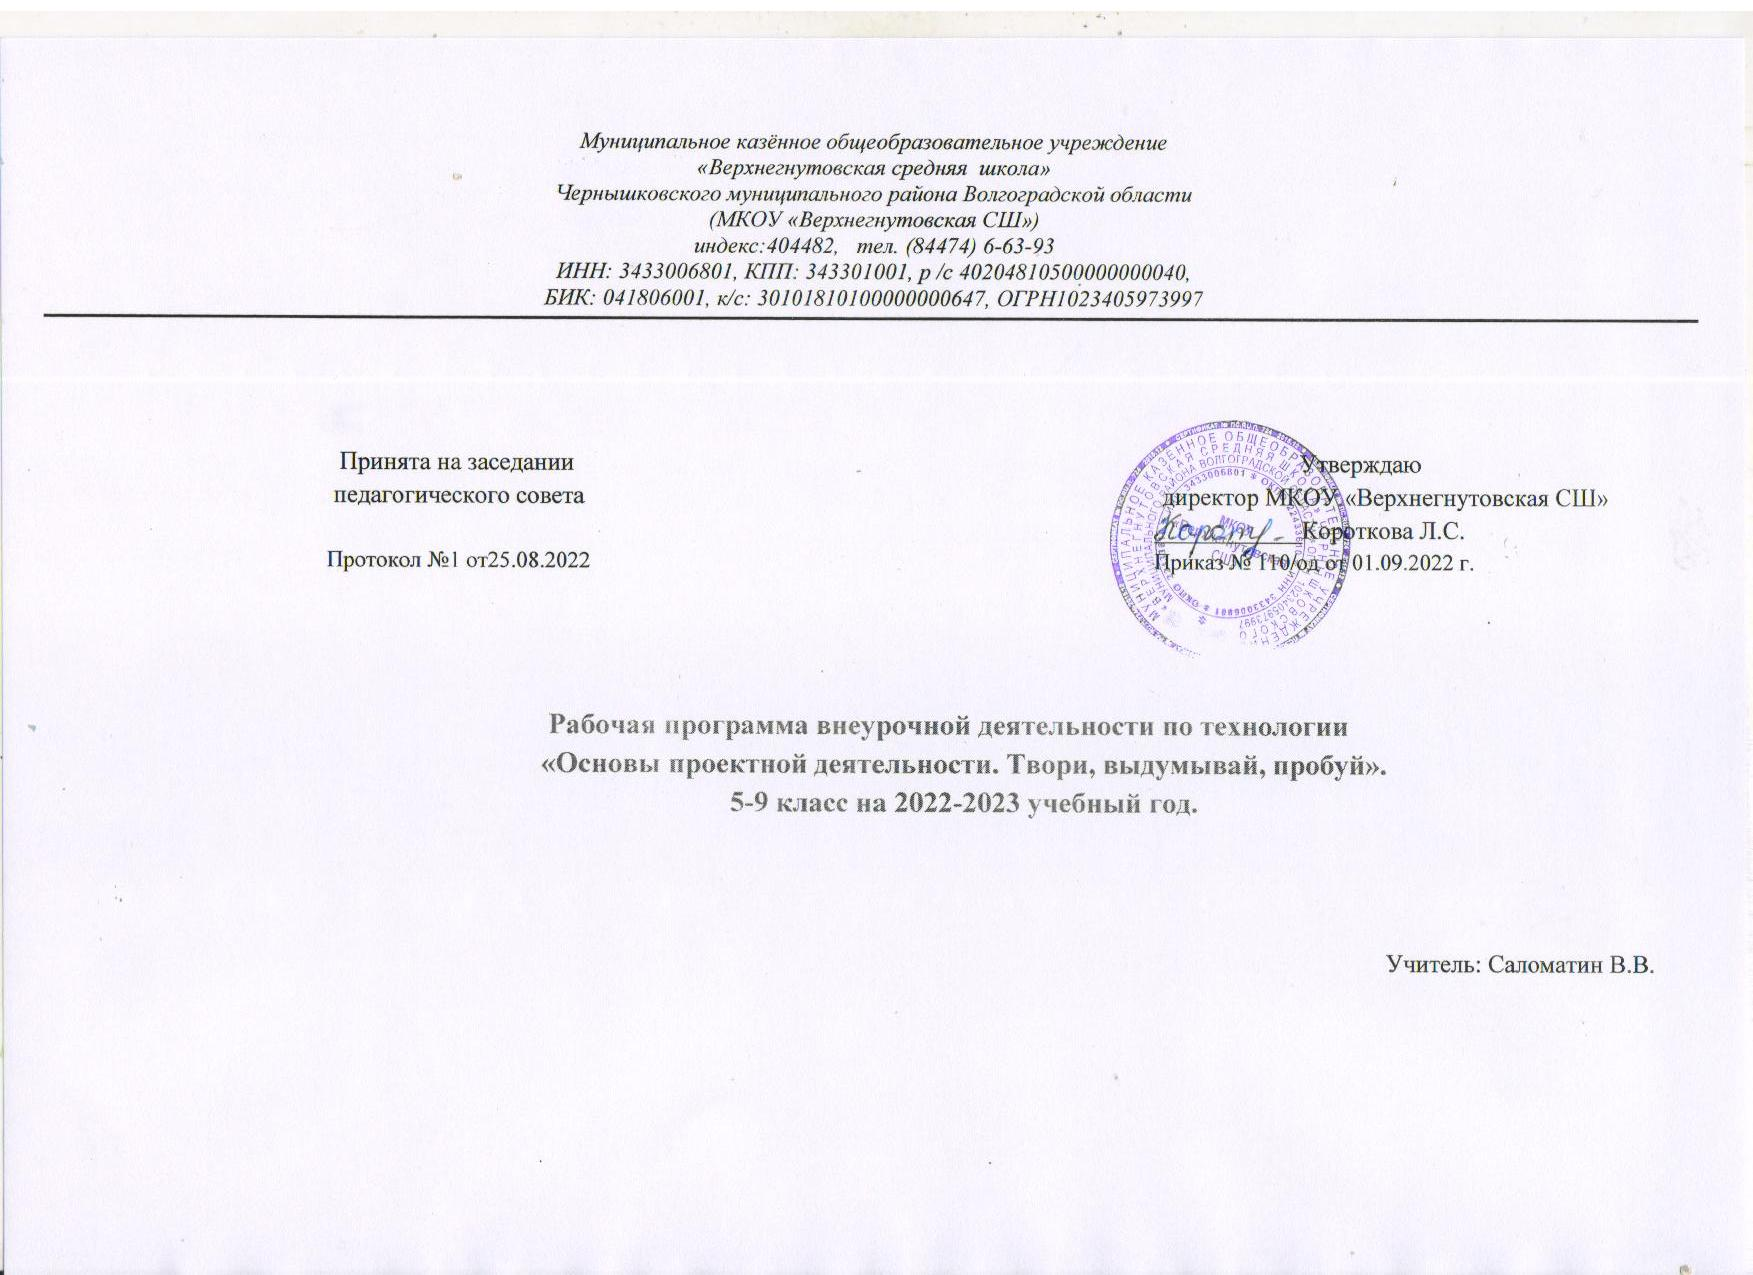 Муниципальное казённое общеобразовательное учреждение
«Верхнегнутовская средняя  школа»
Чернышковского муниципального района Волгоградской области
(МКОУ «Верхнегнутовская СШ»)
индекс:404482,   тел. (84474) 6-63-93
ИНН: 3433006801, КПП: 343301001, р /с 40204810500000000040,
БИК: 041806001, к/с: 30101810100000000647, ОГРН1023405973997
Принята на заседании
педагогического совета
Протокол №1 от25.08.2022
Утверждаю
директор МКОУ «Верхнегнутовская СШ»
Короткова Л.С.
Приказ № 110/од от 01.09.2022 г.
МКОУ
СШ»
Рабочая программа внеурочной деятельности по технологии
«Основы проектной деятельности. Твори, выдумывай, пробуй».
5-9 класс на 2022-2023 учебный год.
Учитель: Саломатин В.В.